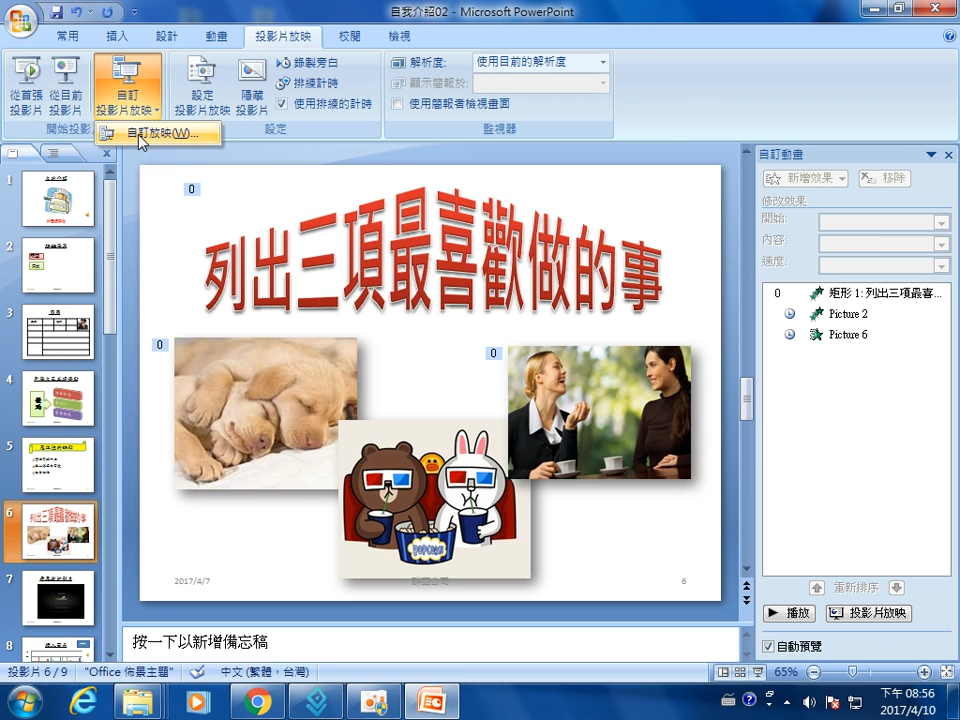 自我介紹02 - Microsoft PowerPoint
常用 插入 設計 動畫 投影片放映 校閱 檢視
從首張投影片
從目前投影片
自訂投影片放映
設定投影片放映
隱藏投影片
錄製旁白
排練計時
使用排練的計時
解析度: 使用目前的解析度
顯示簡報於:
使用簡報者檢視畫面
開始投影 設定 監視器
自訂放映(W)...
1
2
3
4
5
6
列出三項最喜歡做的事
7
8
0
列出三項最喜歡做的事
0
0
POPCORN
2017/4/7 6
按一下以新增備忘稿
自訂動畫
新增效果 移除
修改效果
開始:
內容:
速度:
0 矩形 1: 列出三項最喜...
Picture 2
Picture 6
重新排序
播放 投影片放映
自動預覽
投影片 6 / 9 "Office 佈景主題" 中文 (繁體，台灣) 65%
下午 08:56
2017/4/10